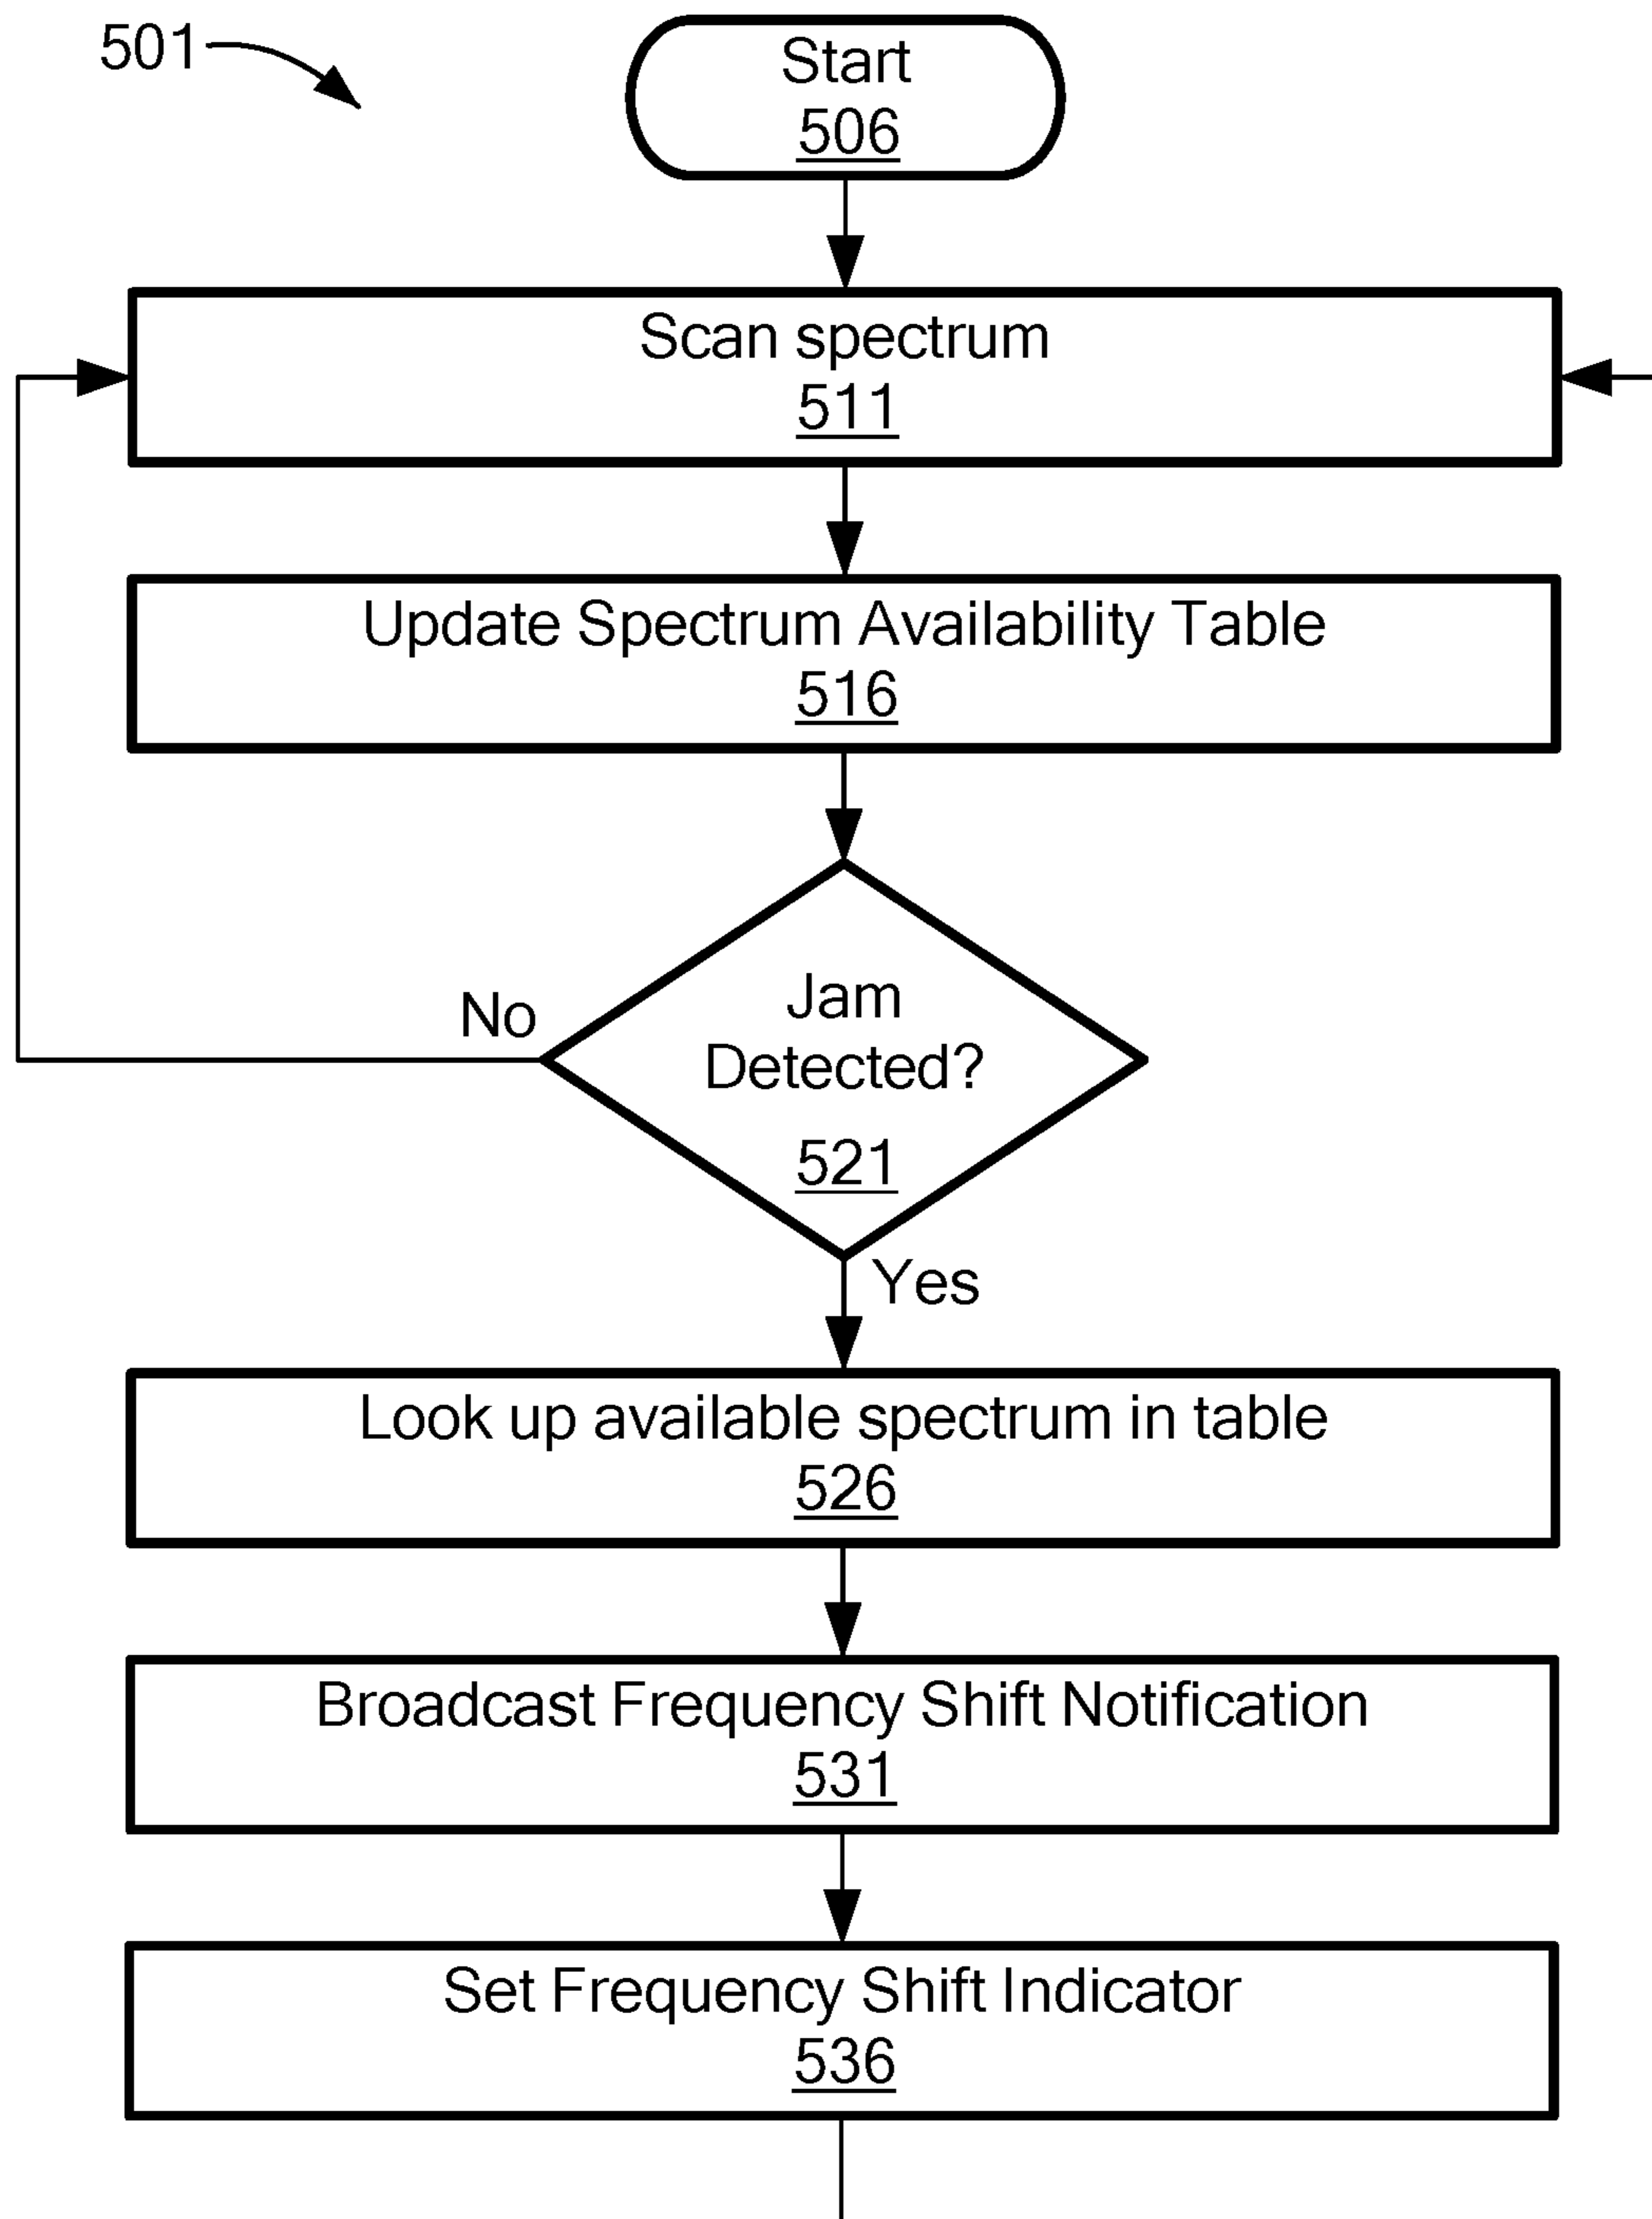 501
Start
506
Scan spectrum
511
Update Spectrum Availability Table
516
Jam
Detected?
521
No
Yes
Look up available spectrum in table
526
Broadcast Frequency Shift Notification
531
Set Frequency Shift Indicator
536